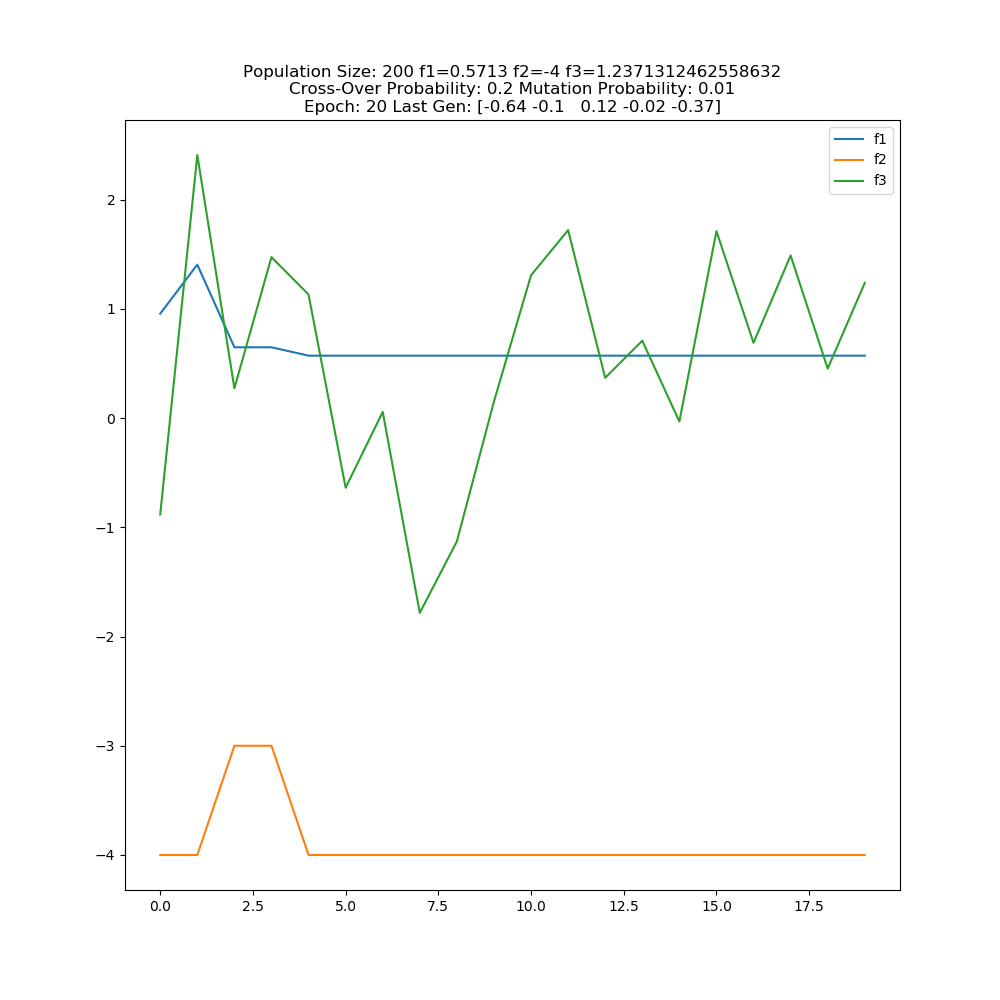 Population Size: 200 f1=0.5713 f2=-4 f3=1.2371312462558632
Cross-Over Probability: 0.2 Mutation Probability: 0.01
Epoch: 20 Last Gen: [-0.64 -0.1   0.12 -0.02 -0.37]
f1
f2
f3
2
1
0
−1
−2
−3
−4
0.0 2.5 5.0 7.5 10.0 12.5 15.0 17.5